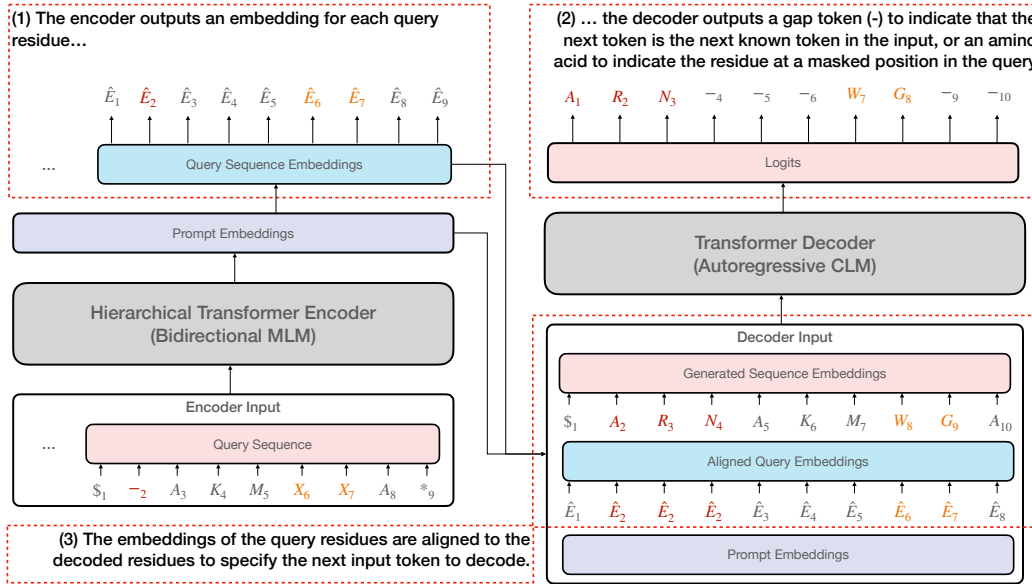 (1) The encoder outputs an embedding for each query
residue…
Ê₁ Ê₂ Ê₃ Ê₄ Ê₅ Ê₆ Ê₇ Ê₈ Ê₉
... Query Sequence Embeddings
Prompt Embeddings
Hierarchical Transformer Encoder
(Bidirectional MLM)
Encoder Input
... Query Sequence
$₁ −₂ A₃ K₄ M₅ X₆ X₇ A₈ *₉
(2) … the decoder outputs a gap token (-) to indicate that the
next token is the next known token in the input, or an amino
acid to indicate the residue at a masked position in the query
A₁ R₂ N₃ −₄ −₅ −₆ W₇ G₈ −₉ −₁₀
Logits
Transformer Decoder
(Autoregressive CLM)
Decoder Input
Generated Sequence Embeddings
$₁ A₂ R₃ N₄ A₅ K₆ M₇ W₈ G₉ A₁₀
Aligned Query Embeddings
Ê₁ Ê₂ Ê₂ Ê₂ Ê₃ Ê₄ Ê₅ Ê₆ Ê₇ Ê₈
Prompt Embeddings
(3) The embeddings of the query residues are aligned to the
decoded residues to specify the next input token to decode.